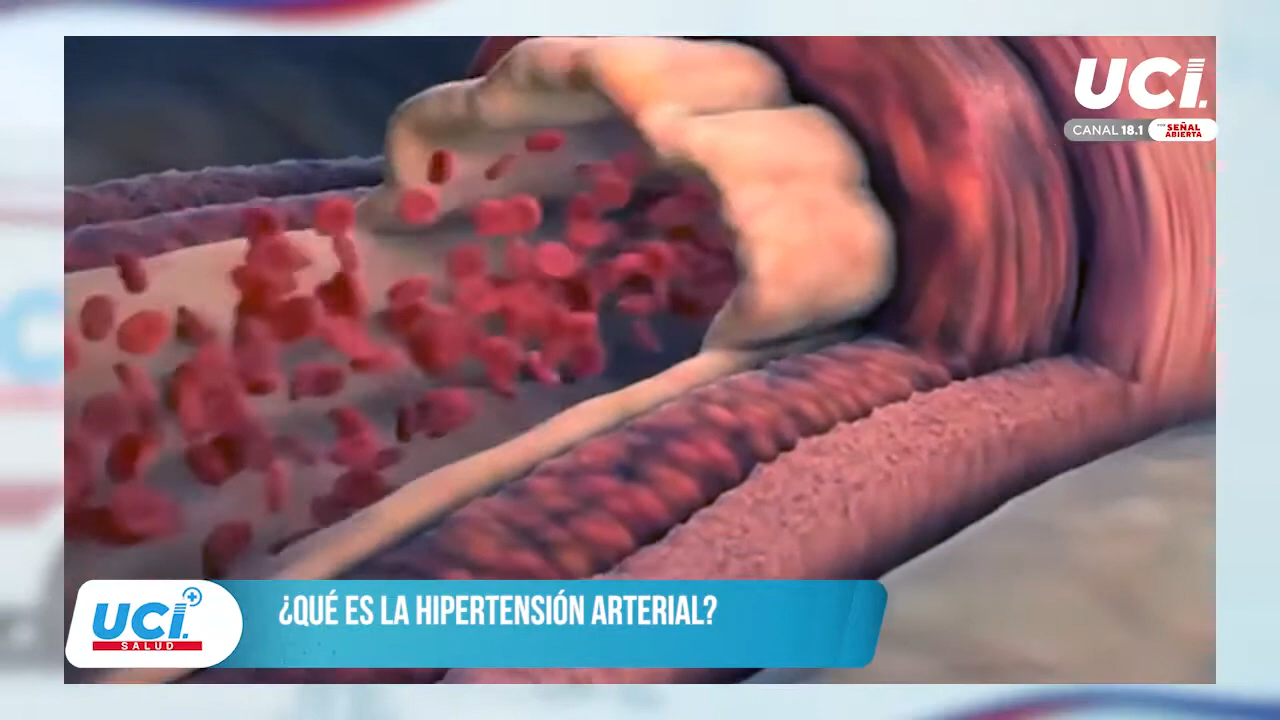 UCI.
CANAL 18.1
SEÑAL
ABIERTA
¿QUÉ ES LA HIPERTENSIÓN ARTERIAL?
UCI.
SALUD